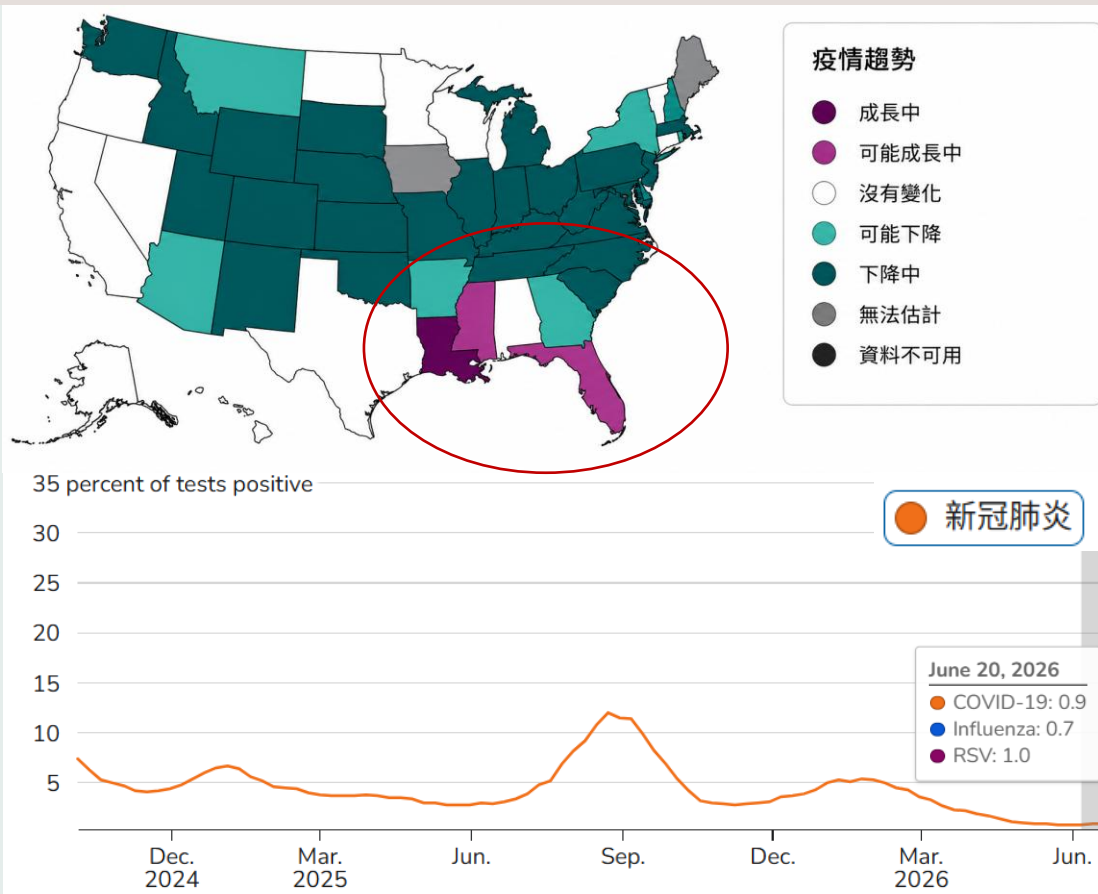 疫情趨勢
成長中
可能成長中
沒有變化
可能下降
下降中
無法估計
資料不可用
35 percent of tests positive
新冠肺炎
30
25
20
15
10
5
June 20, 2026
COVID-19: 0.9
Influenza: 0.7
RSV: 1.0
Dec. Mar. Jun. Sep. Dec. Mar. Jun.
2024 2025 2026